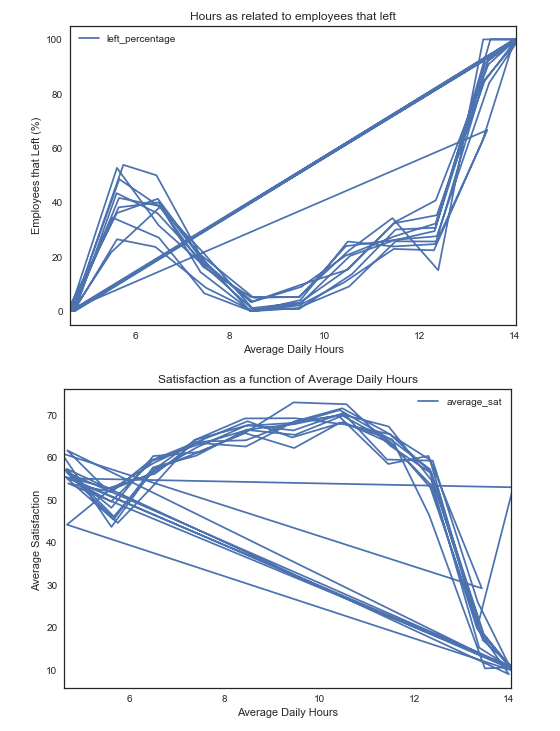 Hours as related to employees that left
left_percentage
100
80
60
40
20
0
Employees that Left (%)
6 8 10 12 14
Average Daily Hours
Satisfaction as a function of Average Daily Hours
average_sat
70
60
50
40
30
20
10
Average Satisfaction
6 8 10 12 14
Average Daily Hours